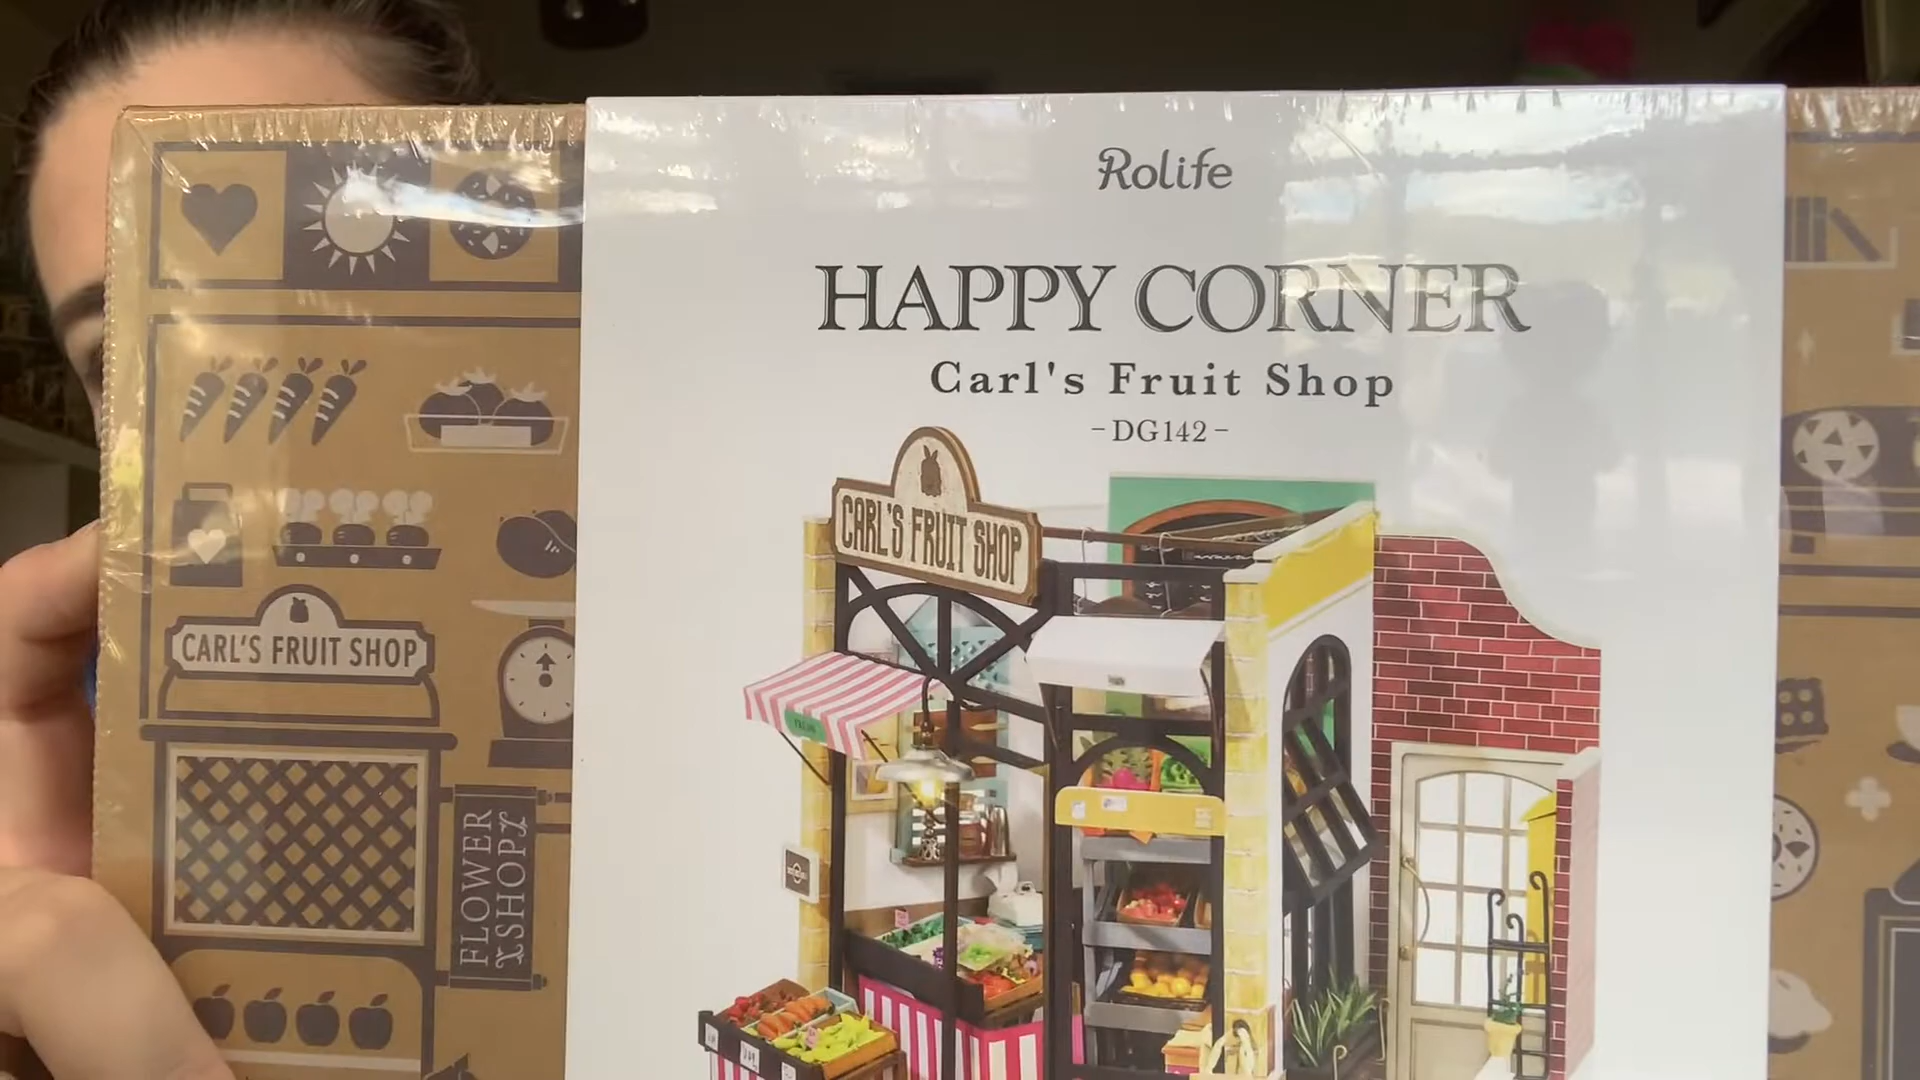 Rolife
HAPPY CORNER
Carl's Fruit Shop
-DG142-
CARL'S FRUIT SHOP
CARL'S FRUIT SHOP
FLOWER
SHOP